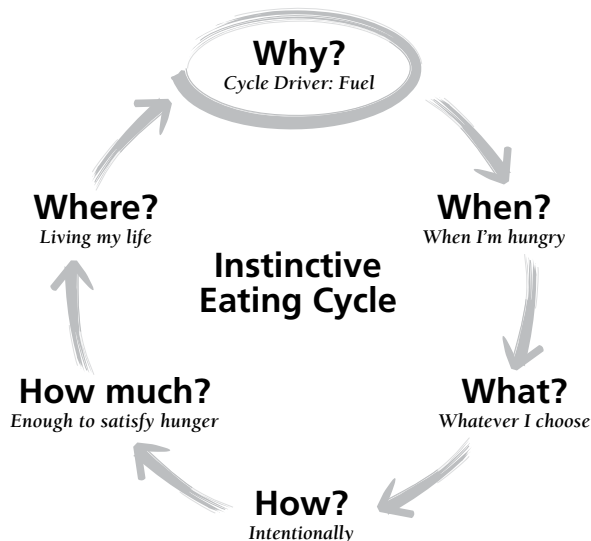 Why?
Cycle Driver: Fuel
When?
When I'm hungry
What?
Whatever I choose
How?
Intentionally
How much?
Enough to satisfy hunger
Where?
Living my life
Instinctive
Eating Cycle